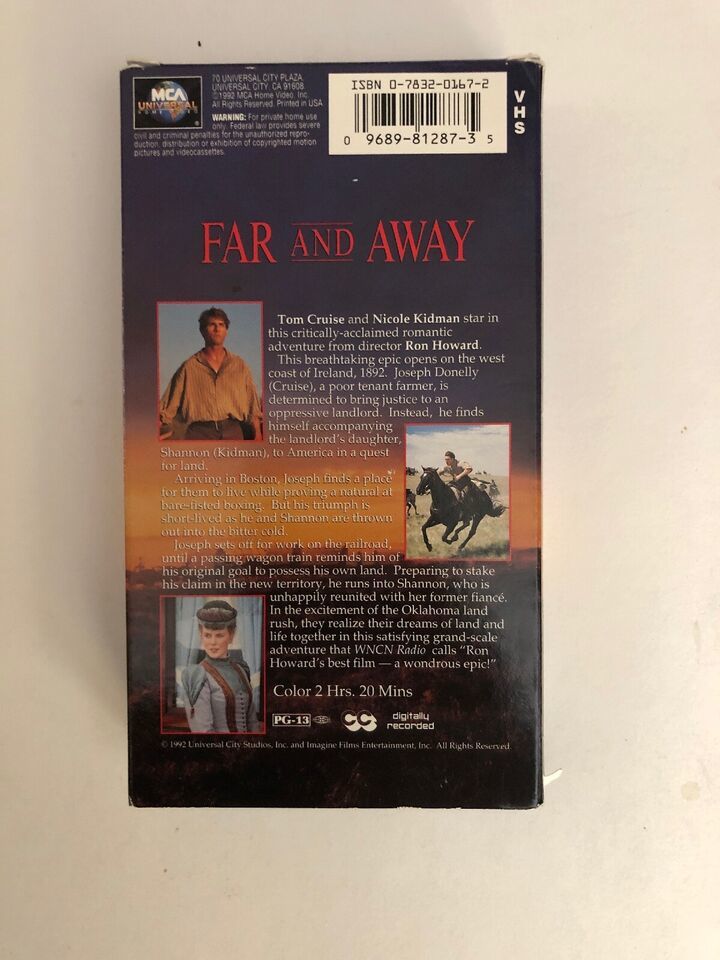 MCA
UNIVERSAL
HOME VIDEO
®
70 UNIVERSAL CITY PLAZA
UNIVERSAL CITY, CA 91608
©1992 MCA Home Video, Inc.
All Rights Reserved. Printed in USA
WARNING: For private home use
only. Federal law provides severe
civil and criminal penalties for the unauthorized repro-
duction, distribution or exhibition of copyrighted motion
pictures and videocassettes.
ISBN 0-7832-0167-2
0 9689-81287-3 5
VHS
FAR AND AWAY
Tom Cruise and Nicole Kidman star in
this critically-acclaimed romantic
adventure from director Ron Howard.
This breathtaking epic opens on the west
coast of Ireland, 1892. Joseph Donelly
(Cruise), a poor tenant farmer, is
determined to bring justice to an
oppressive landlord. Instead, he finds
himself accompanying
the landlord's daughter,
Shannon (Kidman), to America in a quest
for land.
Arriving in Boston, Joseph finds a place
for them to live while proving a natural at
bare-fisted boxing. But his triumph is
short-lived as he and Shannon are thrown
out into the bitter cold.
Joseph sets off for work on the railroad,
until a passing wagon train reminds him of
his original goal to possess his own land. Preparing to stake
his claim in the new territory, he runs into Shannon, who is
unhappily reunited with her former fiancé.
In the excitement of the Oklahoma land
rush, they realize their dreams of land and
life together in this satisfying grand-scale
adventure that WNCN Radio calls "Ron
Howard's best film — a wondrous epic!"
Color 2 Hrs. 20 Mins
PG-13
CC
digitally
recorded
© 1992 Universal City Studios, Inc. and Imagine Films Entertainment, Inc. All Rights Reserved